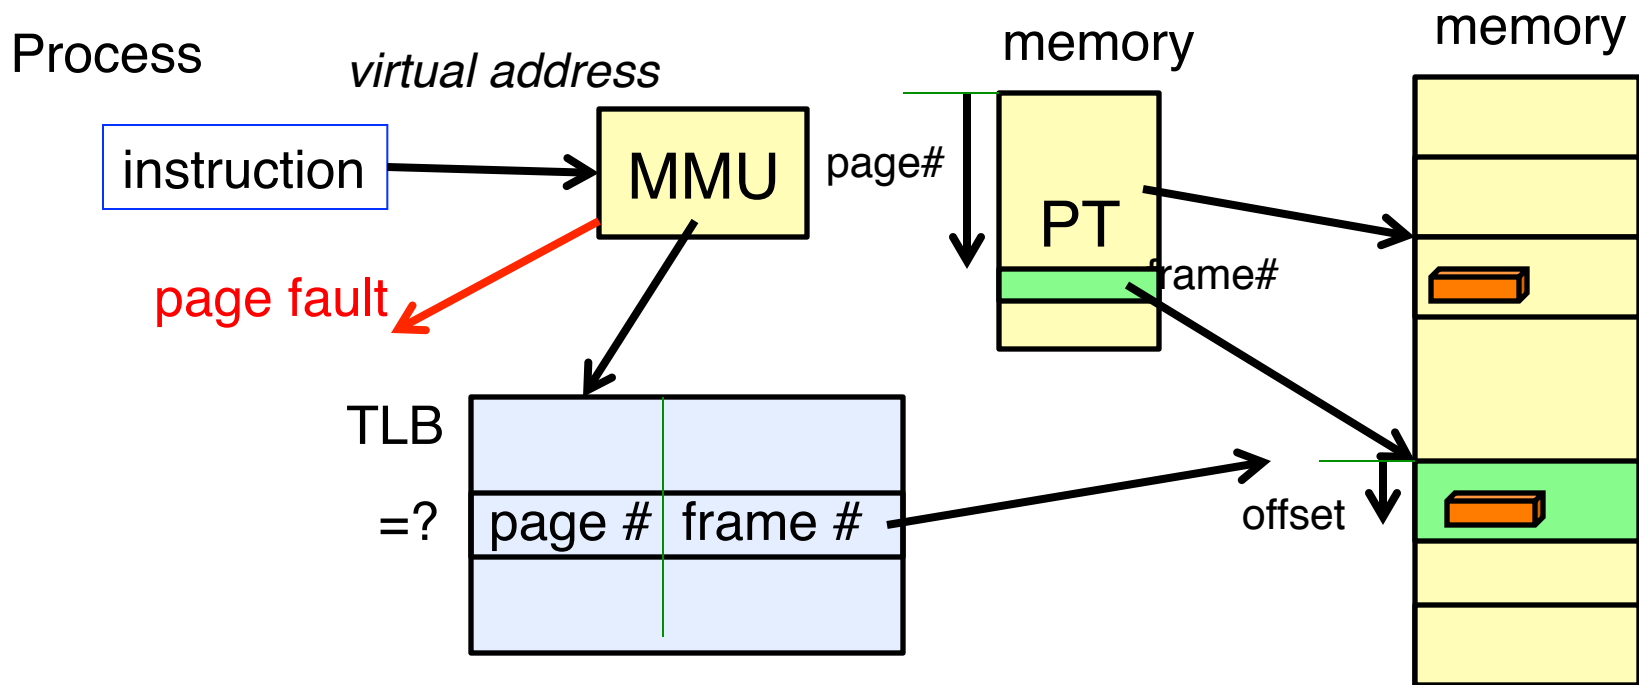 Process
virtual address
memory
memory
instruction
MMU
page#
PT
frame#
page fault
TLB
=?
page #
frame #
offset